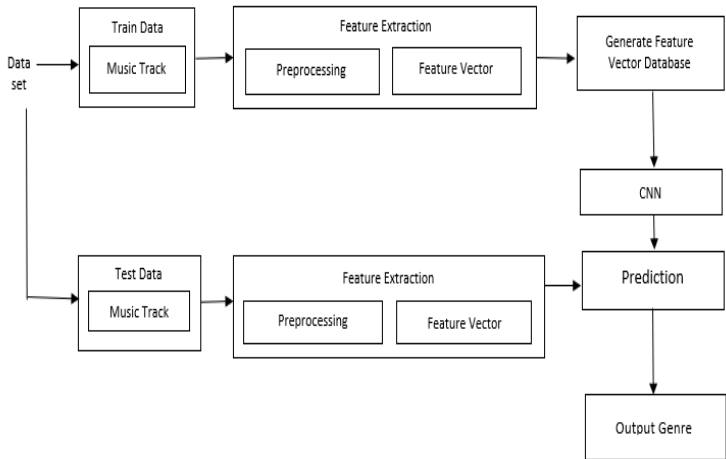 Train Data
Music Track
Feature Extraction
Preprocessing
Feature Vector
Generate Feature
Vector Database
Data
set
CNN
Test Data
Music Track
Feature Extraction
Preprocessing
Feature Vector
Prediction
Output Genre